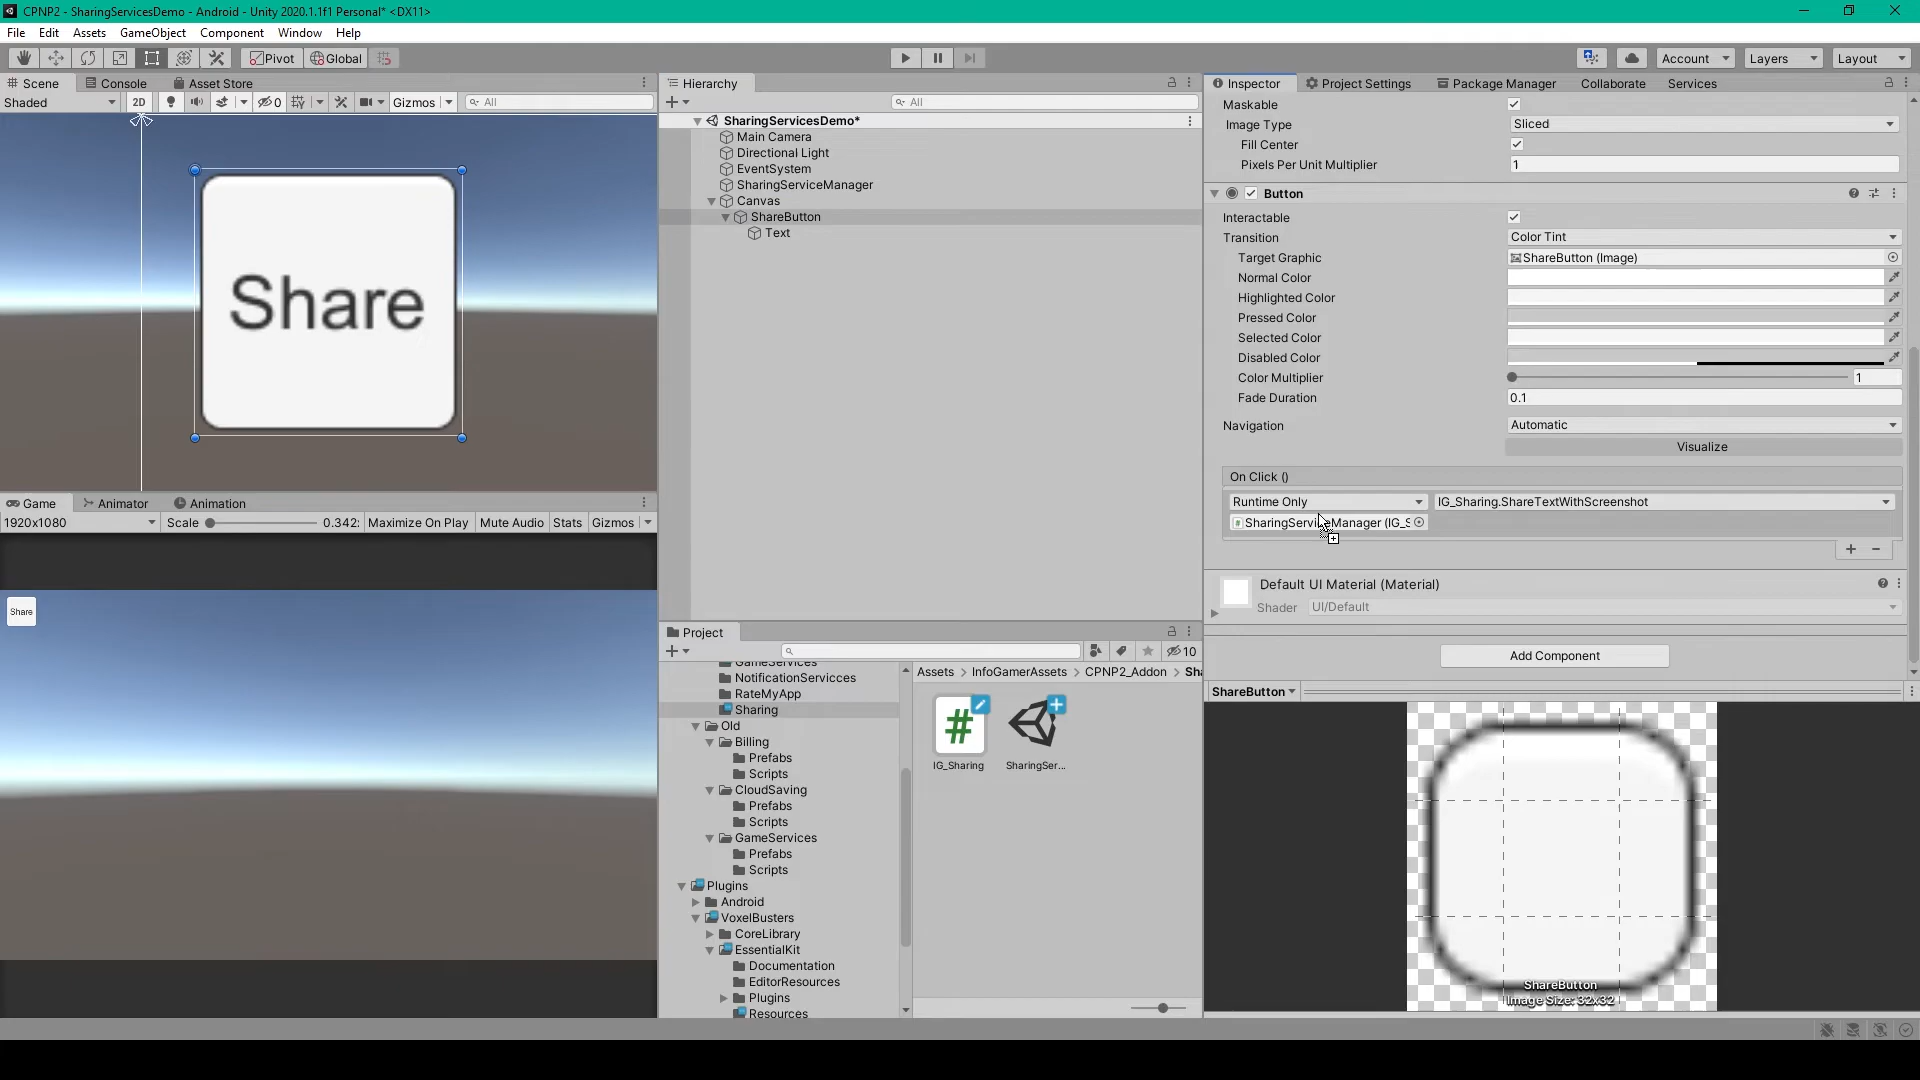 CPNP2 - SharingServicesDemo - Android - Unity 2020.1.1f1 Personal* <DX11>
File Edit Assets GameObject Component Window Help
Pivot Global Account Layers Layout
Scene Console Asset Store
Shaded 2D 0 Gizmos All
Share
Game Animator Animation
1920x1080 Scale 0.342: Maximize On Play Mute Audio Stats Gizmos
Share
Hierarchy
All
SharingServicesDemo*
Main Camera
Directional Light
EventSystem
SharingServiceManager
Canvas
ShareButton
Text
Project
10
GameServices
NotificationServicces
RateMyApp
Sharing
Old
Billing
Prefabs
Scripts
CloudSaving
Prefabs
Scripts
GameServices
Prefabs
Scripts
Plugins
Android
VoxelBusters
CoreLibrary
EssentialKit
Documentation
EditorResources
Plugins
Resources
Assets > InfoGamerAssets > CPNP2_Addon > Sha
IG_Sharing SharingSer...
Inspector Project Settings Package Manager Collaborate Services
Maskable
Image Type Sliced
Fill Center
Pixels Per Unit Multiplier 1
Button
Interactable
Transition Color Tint
Target Graphic ShareButton (Image)
Normal Color
Highlighted Color
Pressed Color
Selected Color
Disabled Color
Color Multiplier 1
Fade Duration 0.1
Navigation Automatic
Visualize
On Click ()
Runtime Only IG_Sharing.ShareTextWithScreenshot
SharingServiceManager (IG_S
Default UI Material (Material)
Shader UI/Default
Add Component
ShareButton
ShareButton
Image Size: 32x32